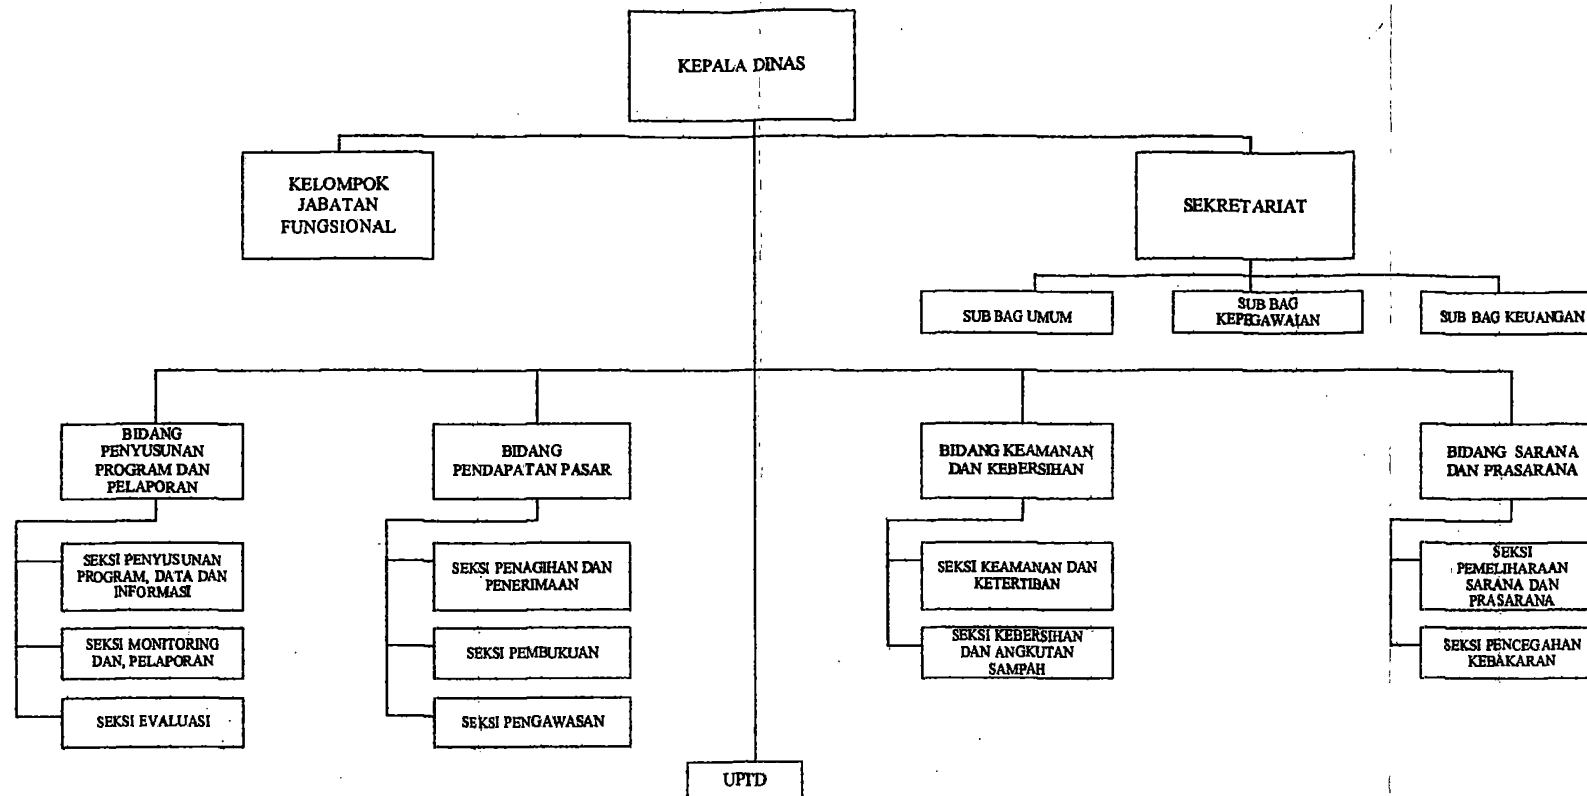 KEPALA DINAS
KELOMPOK
JABATAN
FUNGSIONAL
SEKRETARIAT
SUB BAG UMUM
SUB BAG
KEPEGAWAIAN
SUB BAG KEUANGAN
BIDANG
PENYUSUNAN
PROGRAM DAN
PELAPORAN
BIDANG
PENDAPATAN PASAR
BIDANG KEAMANAN
DAN KEBERSIHAN
BIDANG SARANA
DAN PRASARANA
SEKSI PENYUSUNAN
PROGRAM, DATA DAN
INFORMASI
SEKSI PENAGIHAN DAN
PENERIMAAN
SEKSI KEAMANAN DAN
KETERTIBAN
SEKSI
PEMELIHARAAN
SARANA DAN
PRASARANA
SEKSI MONITORING
DAN, PELAPORAN
SEKSI PEMBUKUAN
SEKSI KEBERSIHAN
DAN ANGKUTAN
SAMPAH
SEKSI PENCEGAHAN
KEBAKARAN
SEKSI EVALUASI
SEKSI PENGAWASAN
UPTD